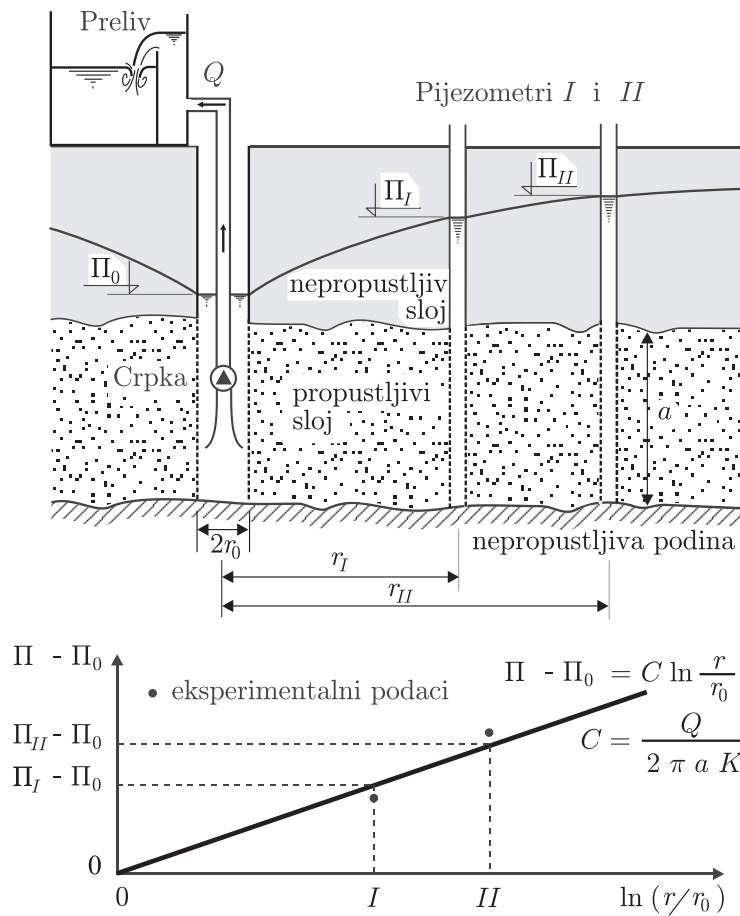 Preliv
Q
Pijezometri I i II
Π_II
Π_I
Π_0
nepropustljiv
sloj
Crpka
propustljivi
sloj
a
2r_0
nepropustljiva podina
r_I
r_II
Π - Π_0
Π - Π_0 = C ln r/r_0
eksperimentalni podaci
C = Q / 2 π a K
Π_II - Π_0
Π_I - Π_0
0
0 I II ln (r/r_0)